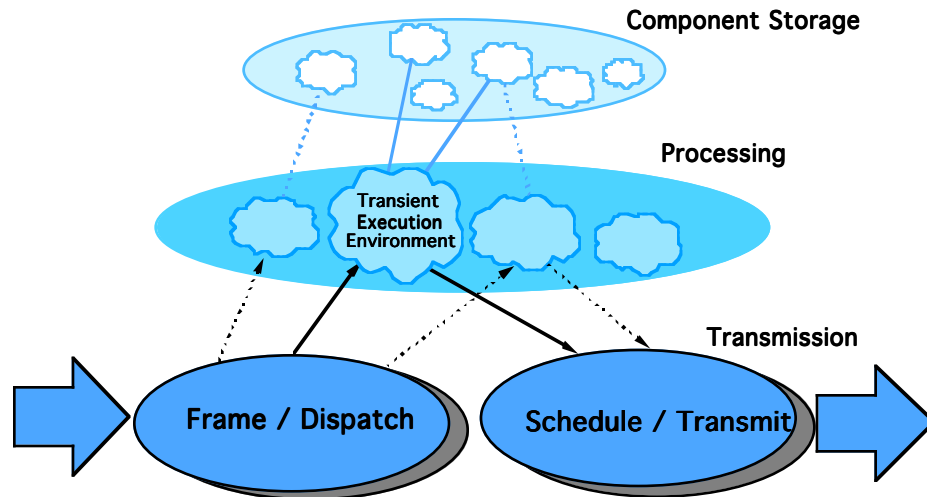 Component Storage
Processing
Transient
Execution
Environment
Transmission
Frame / Dispatch
Schedule / Transmit